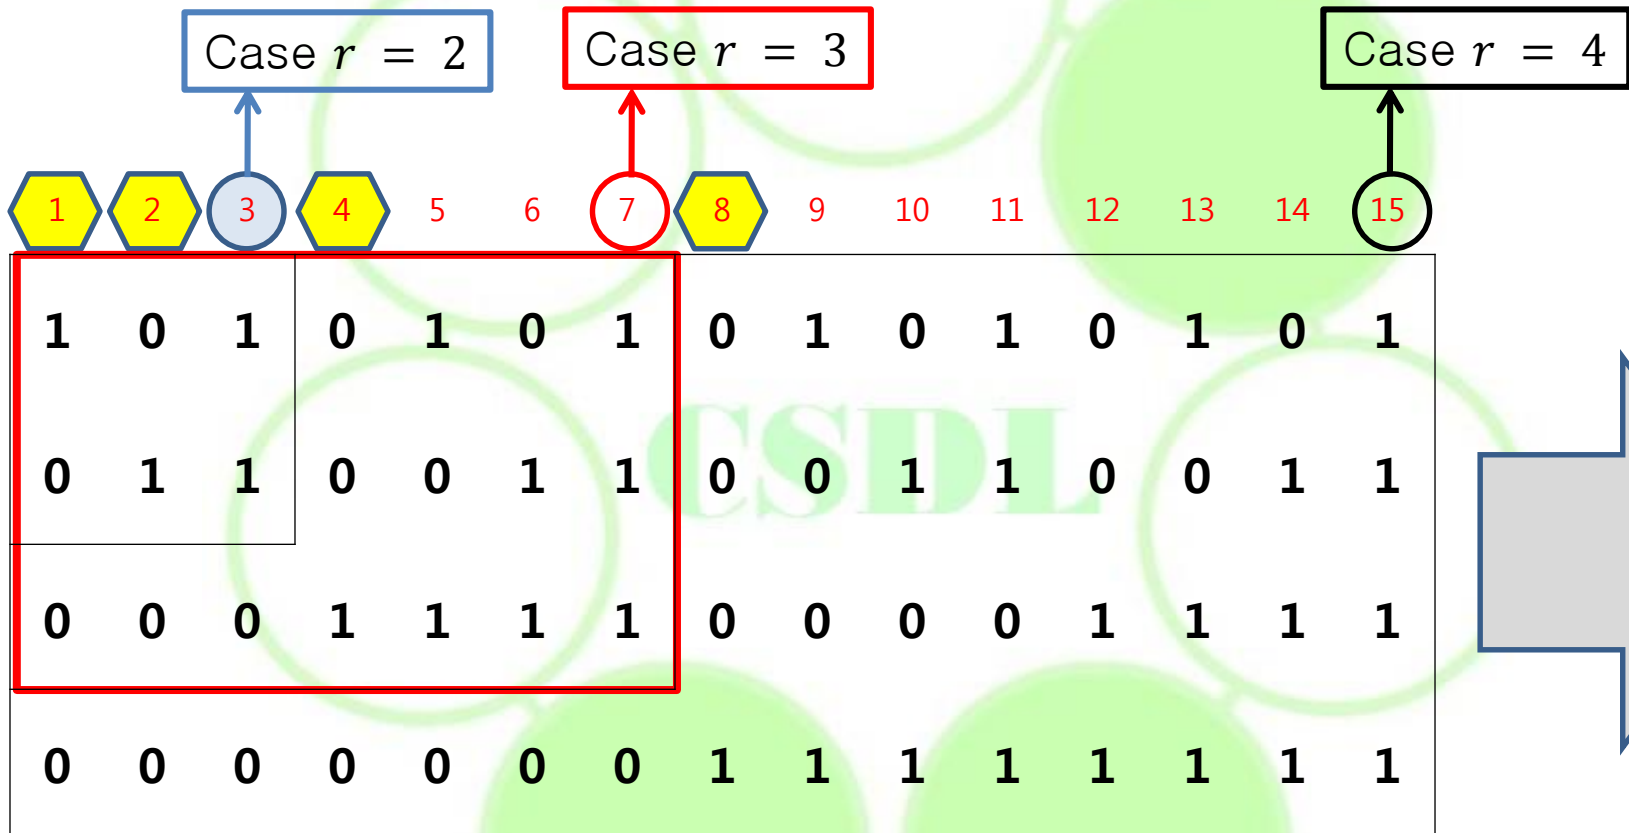 Case r = 2 Case r = 3 Case r = 4
1 2 3 4 5 6 7 8 9 10 11 12 13 14 15
1 0 1 0 1 0 1 0 1 0 1 0 1 0 1
0 1 1 0 0 1 1 0 0 1 1 0 0 1 1
CSDL
0 0 0 1 1 1 1 0 0 0 0 1 1 1 1
0 0 0 0 0 0 0 1 1 1 1 1 1 1 1